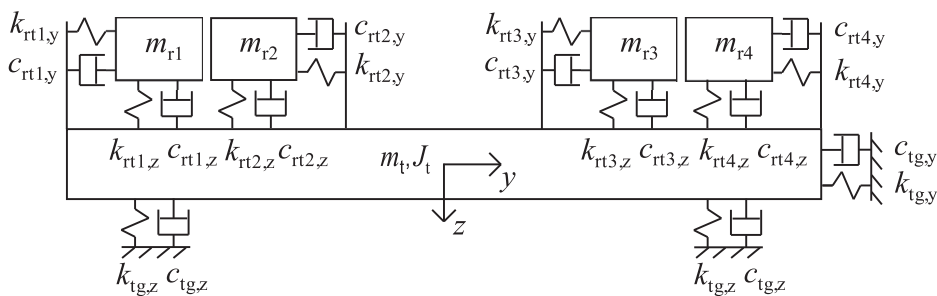 k_rt1,y m_r1 m_r2 c_rt2,y k_rt3,y m_r3 m_r4 c_rt4,y
c_rt1,y k_rt2,y c_rt3,y k_rt4,y
k_rt1,z c_rt1,z k_rt2,z c_rt2,z m_t, J_t k_rt3,z c_rt3,z k_rt4,z c_rt4,z c_tg,y
y k_tg,y
z
k_tg,z c_tg,z k_tg,z c_tg,z